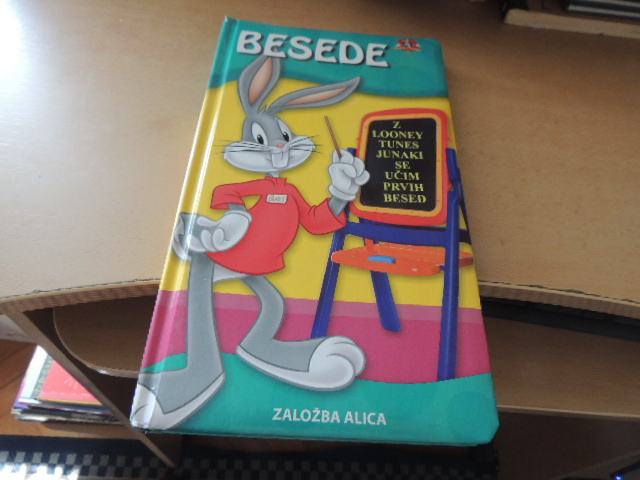 BESEDE
Z
LOONEY
TUNES
JUNAKI
SE
UČIM
PRVIH
BESED
ZALOŽBA ALICA